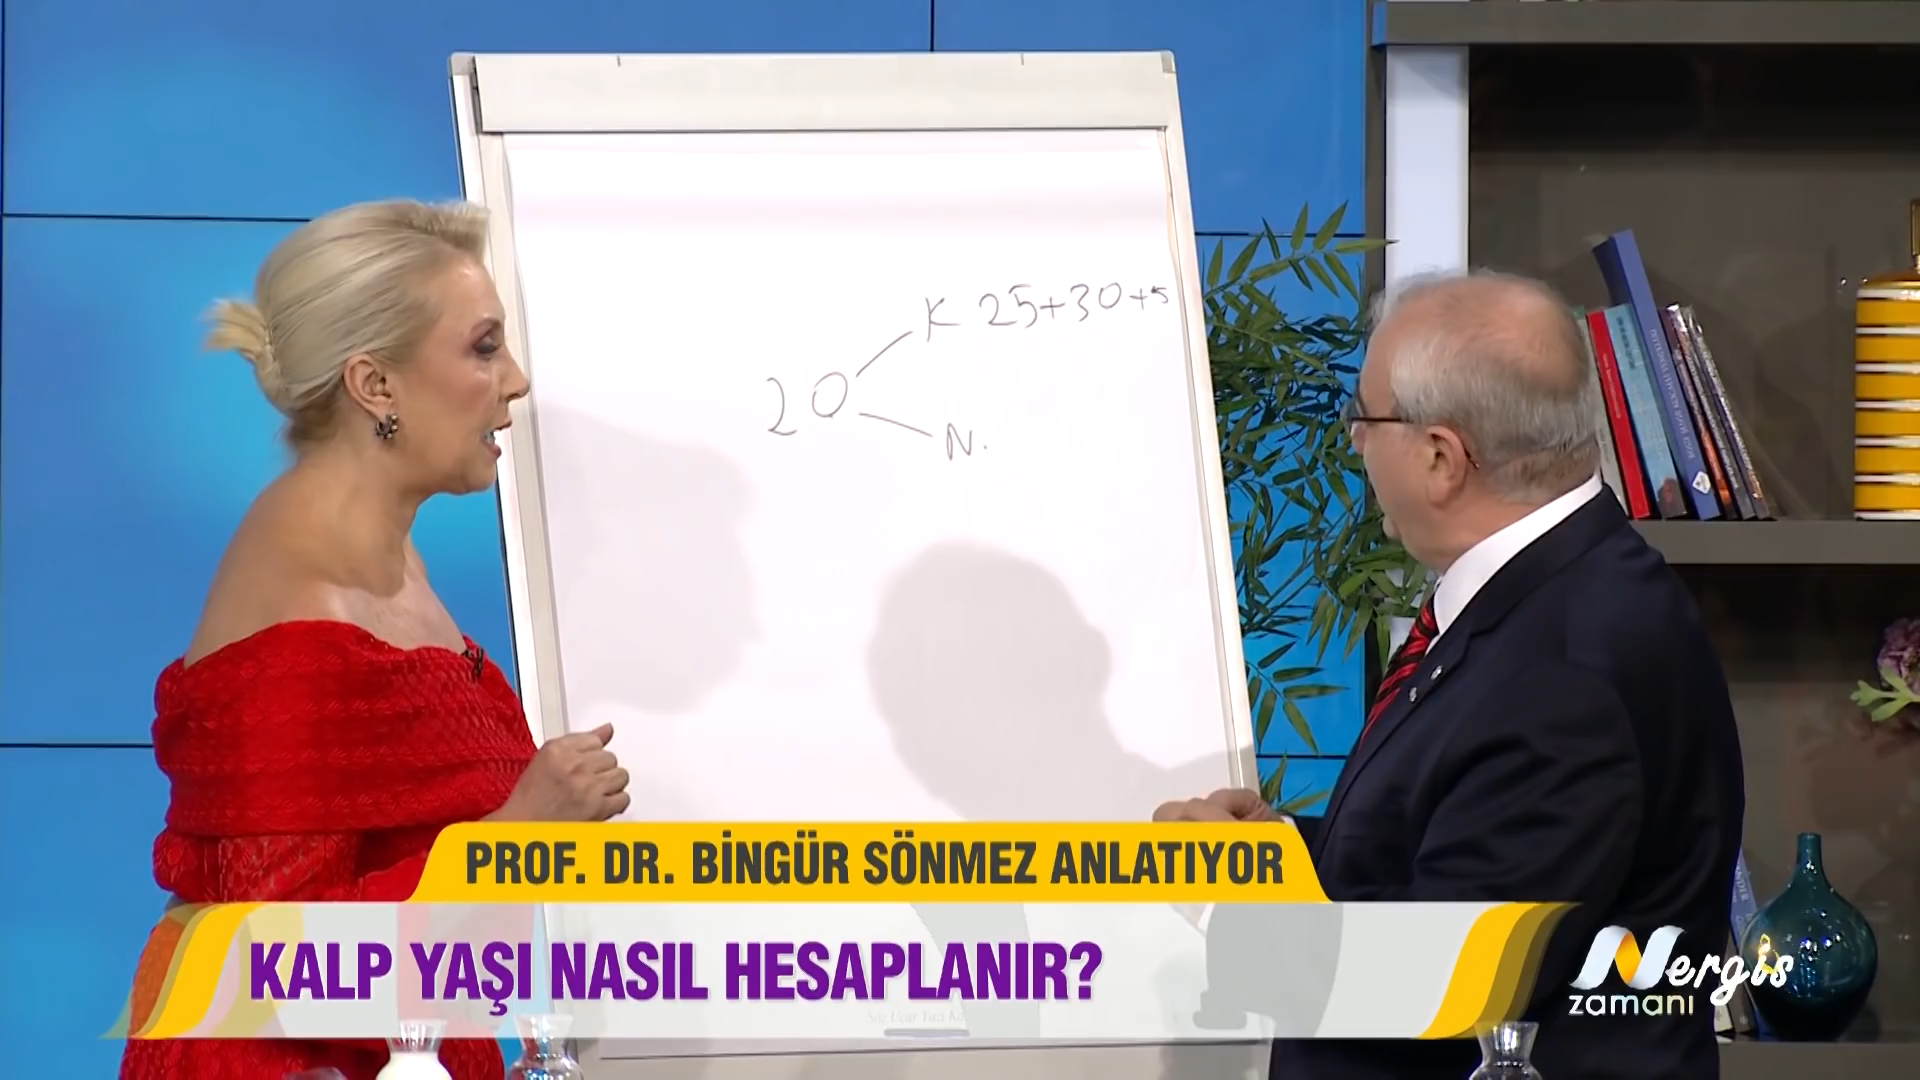 K 25+30+5
20
N.
PROF. DR. BİNGÜR SÖNMEZ ANLATIYOR
KALP YAŞI NASIL HESAPLANIR?
Nergis
zamanı